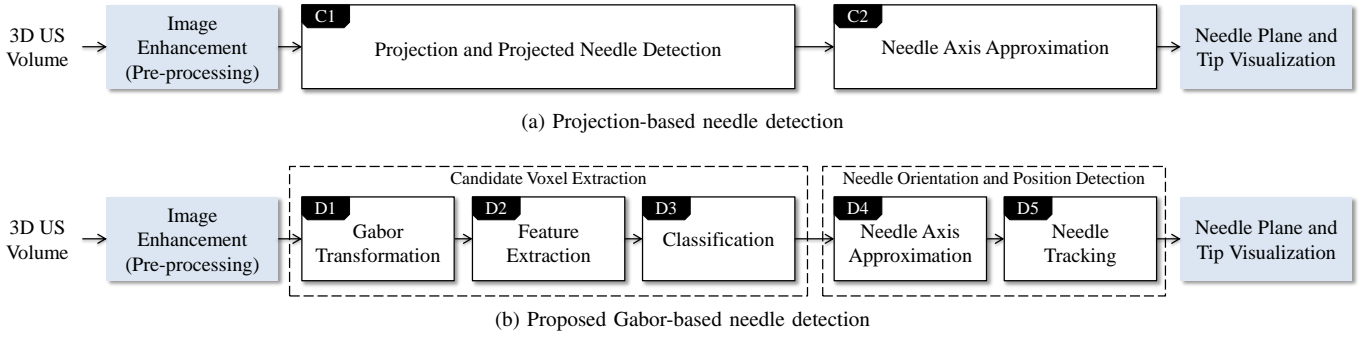 3D US
Volume
Image
Enhancement
(Pre-processing)
C1
Projection and Projected Needle Detection
C2
Needle Axis Approximation
Needle Plane and
Tip Visualization
(a) Projection-based needle detection
3D US
Volume
Image
Enhancement
(Pre-processing)
Candidate Voxel Extraction
D1
Gabor
Transformation
D2
Feature
Extraction
D3
Classification
Needle Orientation and Position Detection
D4
Needle Axis
Approximation
D5
Needle
Tracking
Needle Plane and
Tip Visualization
(b) Proposed Gabor-based needle detection